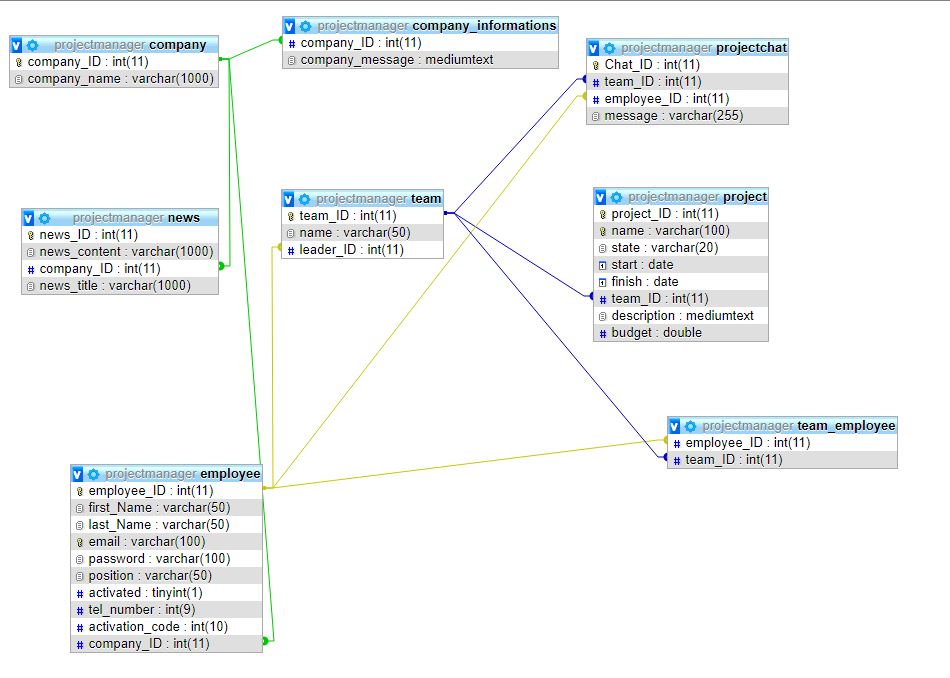 projectmanager company
company_ID : int(11)
company_name : varchar(1000)
projectmanager company_informations
company_ID : int(11)
company_message : mediumtext
projectmanager projectchat
Chat_ID : int(11)
team_ID : int(11)
employee_ID : int(11)
message : varchar(255)
projectmanager news
news_ID : int(11)
news_content : varchar(1000)
company_ID : int(11)
news_title : varchar(1000)
projectmanager team
team_ID : int(11)
name : varchar(50)
leader_ID : int(11)
projectmanager project
project_ID : int(11)
name : varchar(100)
state : varchar(20)
start : date
finish : date
team_ID : int(11)
description : mediumtext
budget : double
projectmanager team_employee
employee_ID : int(11)
team_ID : int(11)
projectmanager employee
employee_ID : int(11)
first_Name : varchar(50)
last_Name : varchar(50)
email : varchar(100)
password : varchar(100)
position : varchar(50)
activated : tinyint(1)
tel_number : int(9)
activation_code : int(10)
company_ID : int(11)